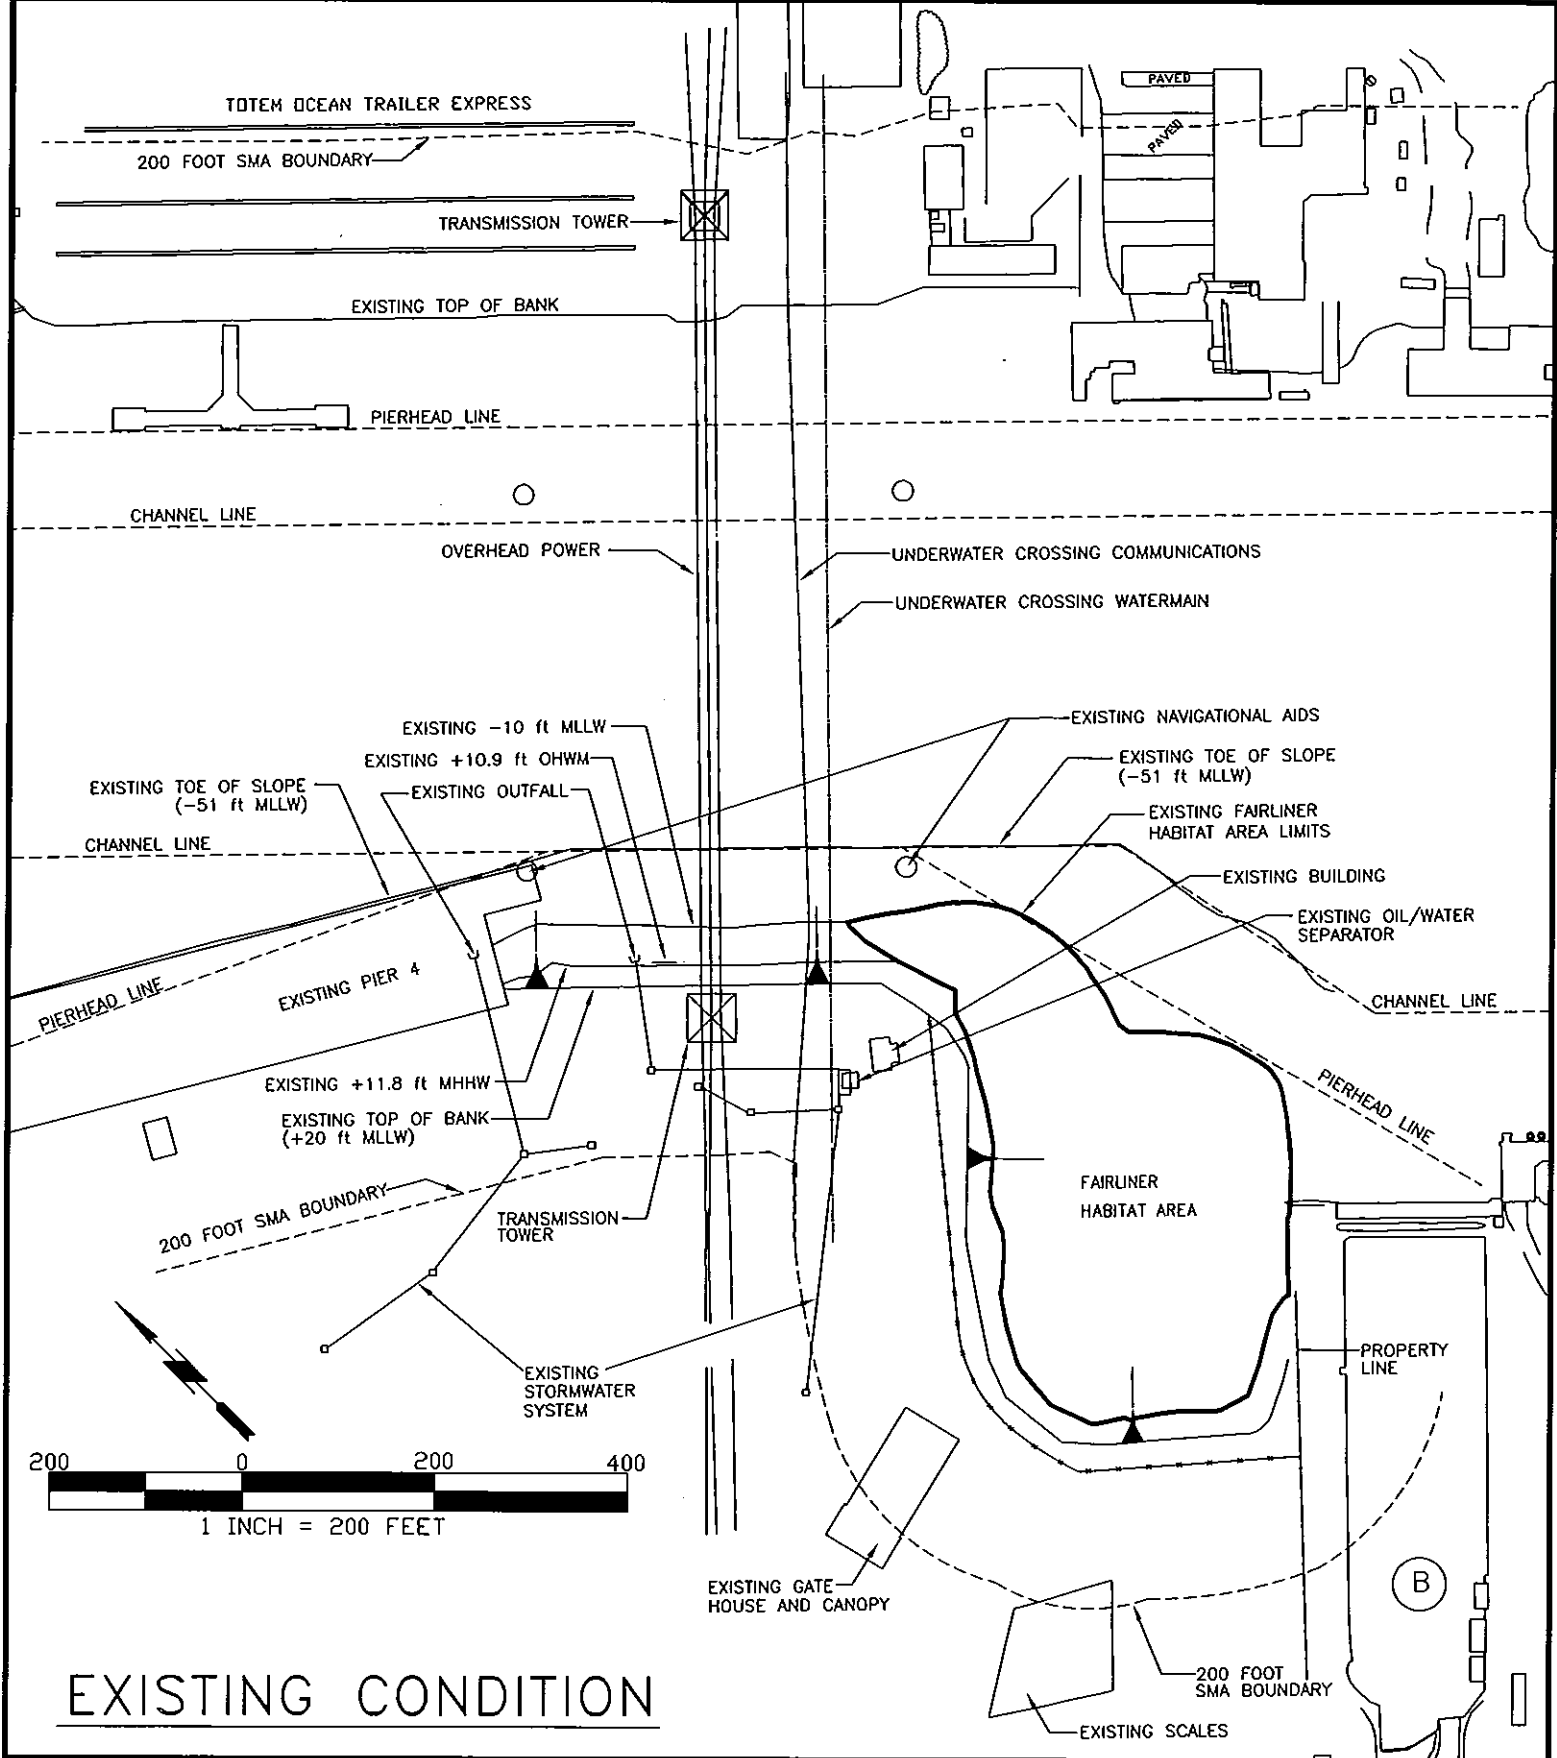 PAVED
TOTEM OCEAN TRAILER EXPRESS
PAVED
200 FOOT SMA BOUNDARY
TRANSMISSION TOWER
EXISTING TOP OF BANK
PIERHEAD LINE
CHANNEL LINE
OVERHEAD POWER
UNDERWATER CROSSING COMMUNICATIONS
UNDERWATER CROSSING WATERMAIN
EXISTING -10 ft MLLW
EXISTING NAVIGATIONAL AIDS
EXISTING +10.9 ft OHWM
EXISTING TOE OF SLOPE
(-51 ft MLLW)
EXISTING TOE OF SLOPE
(-51 ft MLLW)
EXISTING OUTFALL
EXISTING FAIRLINER
HABITAT AREA LIMITS
CHANNEL LINE
EXISTING BUILDING
EXISTING OIL/WATER
SEPARATOR
EXISTING PIER 4
PIERHEAD LINE
CHANNEL LINE
EXISTING +11.8 ft MHHW
EXISTING TOP OF BANK
(+20 ft MLLW)
PIERHEAD LINE
FAIRLINER
HABITAT AREA
200 FOOT SMA BOUNDARY
TRANSMISSION
TOWER
PROPERTY
LINE
EXISTING
STORMWATER
SYSTEM
200 0 200 400
1 INCH = 200 FEET
EXISTING GATE
HOUSE AND CANOPY
B
200 FOOT
SMA BOUNDARY
EXISTING SCALES
EXISTING CONDITION